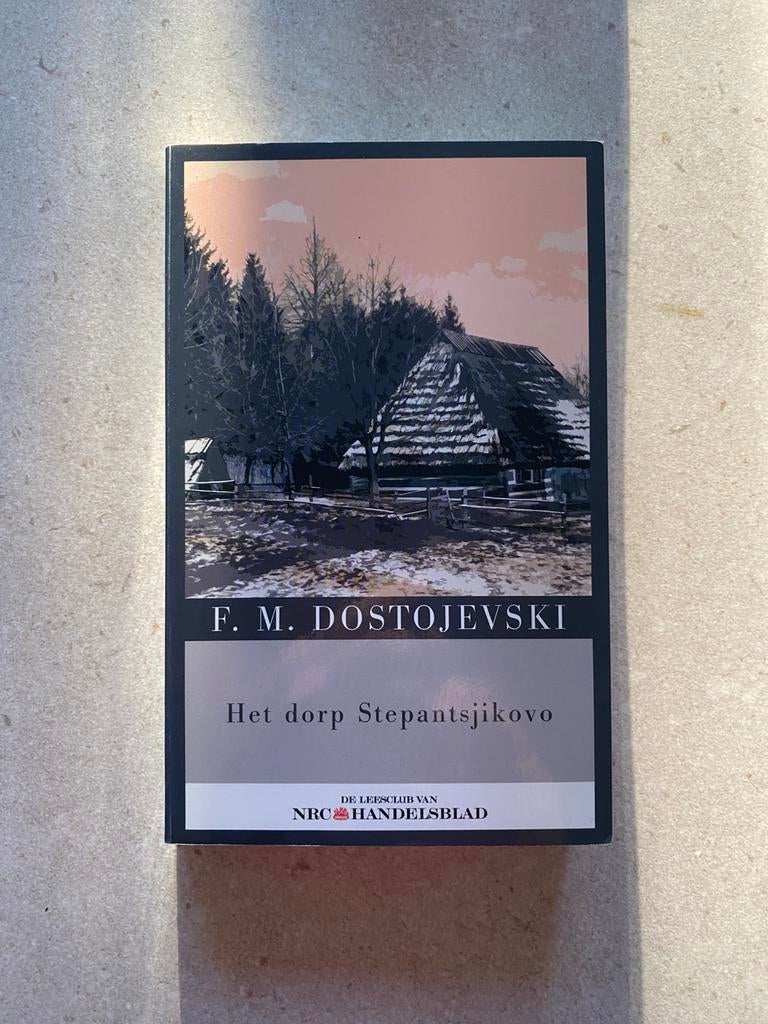 F. M. DOSTOJEVSKI
Het dorp Stepantsjikovo
DE LEESCLUB VAN
NRC HANDELSBLAD